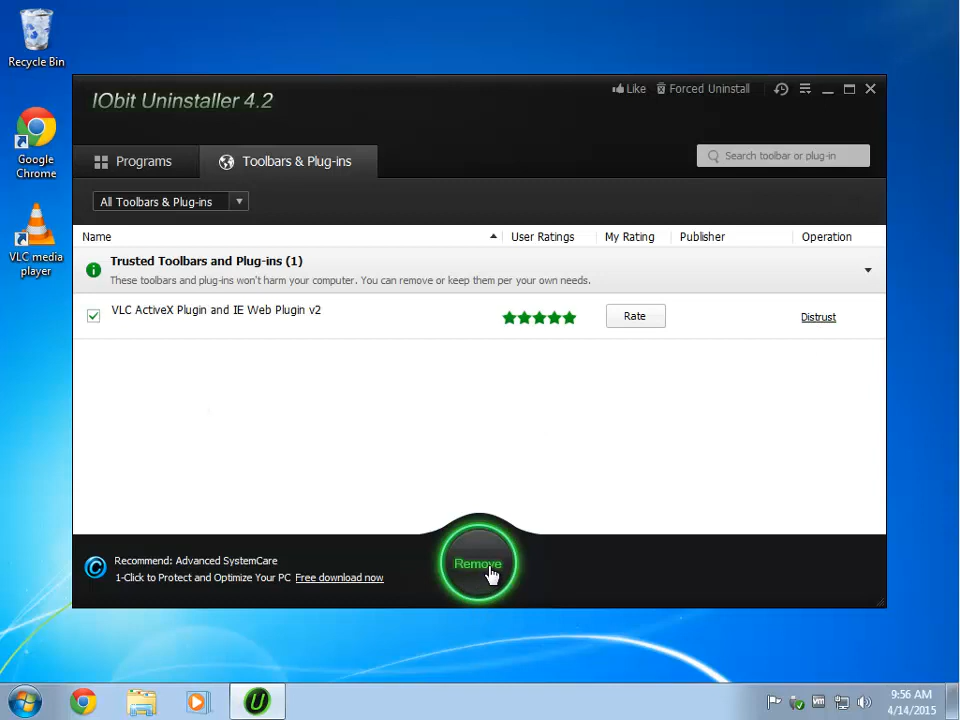 Recycle Bin
Google
Chrome
VLC media
player
IObit Uninstaller 4.2
Like
Forced Uninstall
Programs
Toolbars & Plug-ins
Search toolbar or plug-in
All Toolbars & Plug-ins
Name
User Ratings
My Rating
Publisher
Operation
Trusted Toolbars and Plug-ins (1)
These toolbars and plug-ins won't harm your computer. You can remove or keep them per your own needs.
VLC ActiveX Plugin and IE Web Plugin v2
Rate
Distrust
Recommend: Advanced SystemCare
1-Click to Protect and Optimize Your PC Free download now
Remove
9:56 AM
4/14/2015